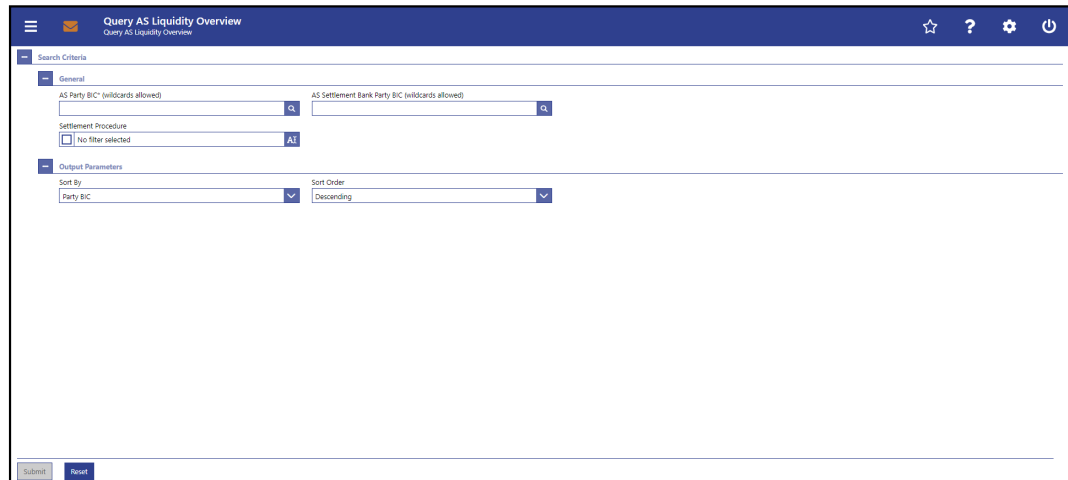 Query AS Liquidity Overview
Query AS Liquidity Overview
Search Criteria
General
AS Party BIC* (wildcards allowed) AS Settlement Bank Party BIC (wildcards allowed)
Settlement Procedure
No filter selected
Output Parameters
Sort By Sort Order
Party BIC Descending
Submit Reset